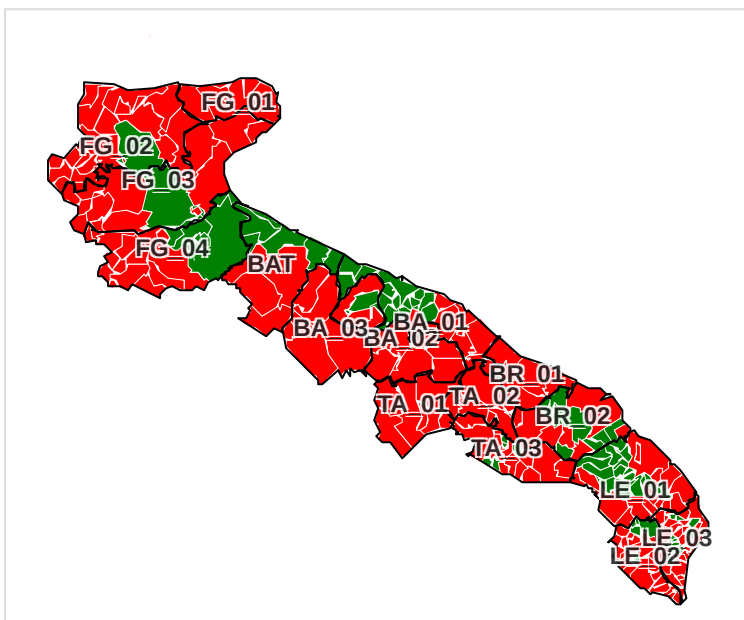 FG_01
FG_02
FG_03
FG_04
BAT
BA_01
BA_03
BA_02
BR_01
TA_02
TA_01
BR_02
TA_03
LE_01
LE_03
LE_02